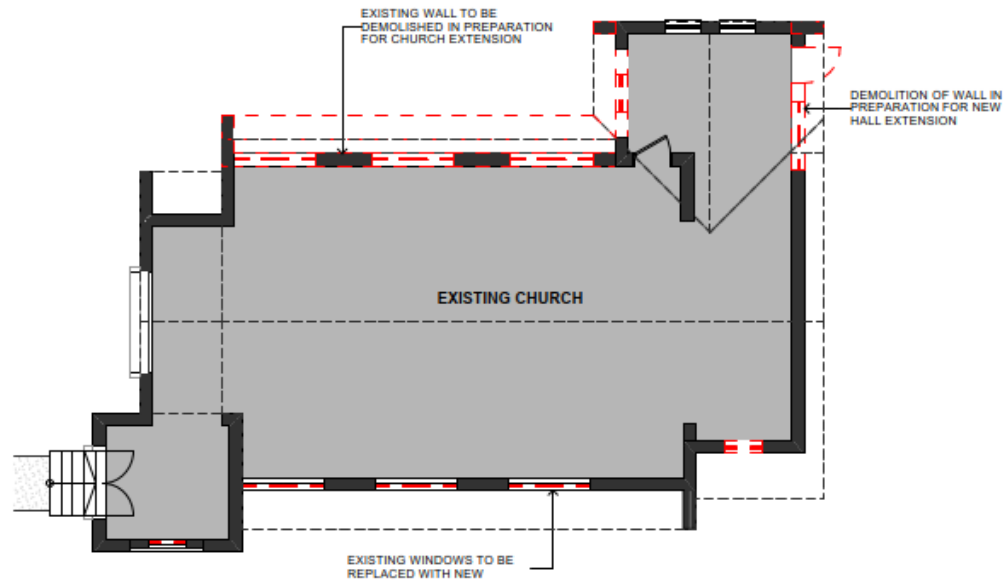 EXISTING WALL TO BE
DEMOLISHED IN PREPARATION
FOR CHURCH EXTENSION
DEMOLITION OF WALL IN
PREPARATION FOR NEW
HALL EXTENSION
EXISTING CHURCH
EXISTING WINDOWS TO BE
REPLACED WITH NEW